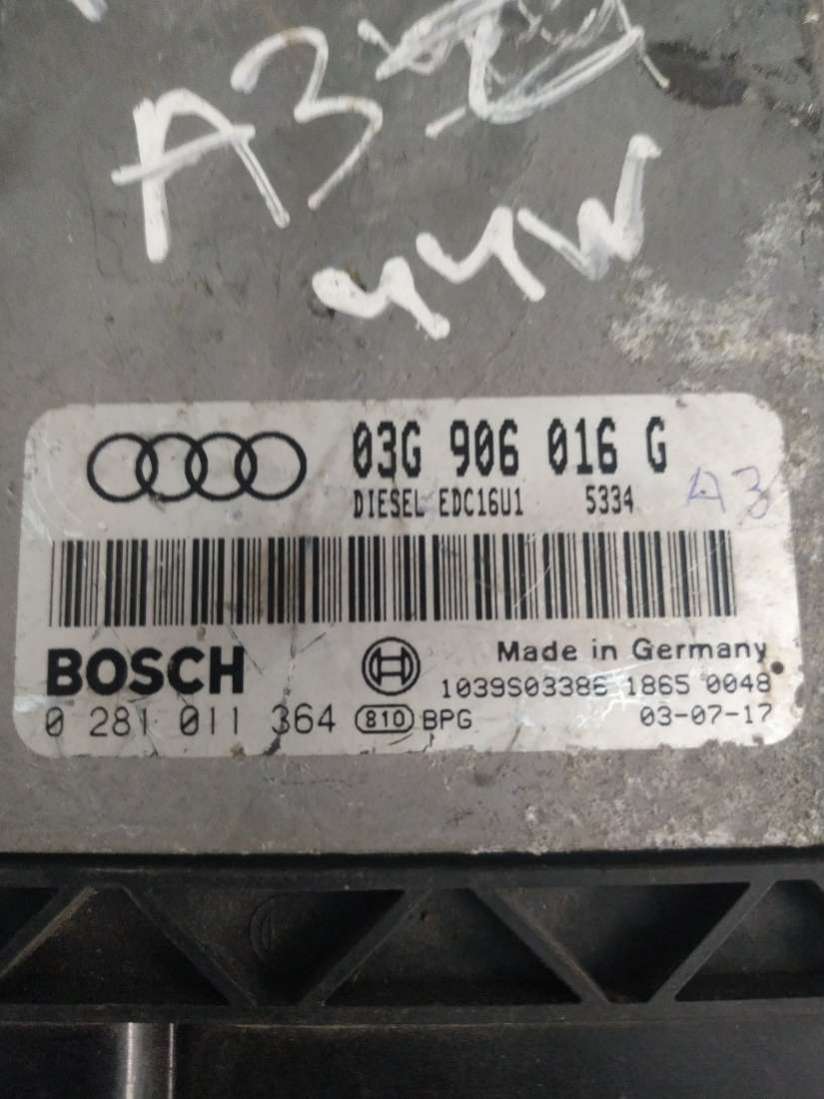 A3
44W
03G 906 016 G
DIESEL EDC16U1 5334 A3
BOSCH
Made in Germany
1039S03386 1865 0048
0 281 011 364 810 BPG 03-07-17